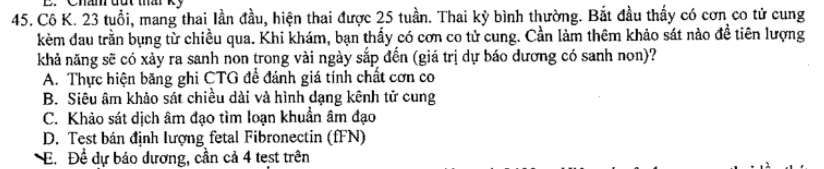 45. Cô K. 23 tuổi, mang thai lần đầu, hiện thai được 25 tuần. Thai kỳ bình thường. Bắt đầu thấy có cơn co tử cung
kèm đau trằn bụng từ chiều qua. Khi khám, bạn thấy có cơn co tử cung. Cần làm thêm khảo sát nào để tiên lượng
khả năng sẽ có xảy ra sanh non trong vài ngày sắp đến (giá trị dự báo dương có sanh non)?
A. Thực hiện băng ghi CTG để đánh giá tính chất cơn co
B. Siêu âm khảo sát chiều dài và hình dạng kênh tử cung
C. Khảo sát dịch âm đạo tìm loạn khuẩn âm đạo
D. Test bán định lượng fetal Fibronectin (fFN)
E. Để dự báo dương, cần cả 4 test trên